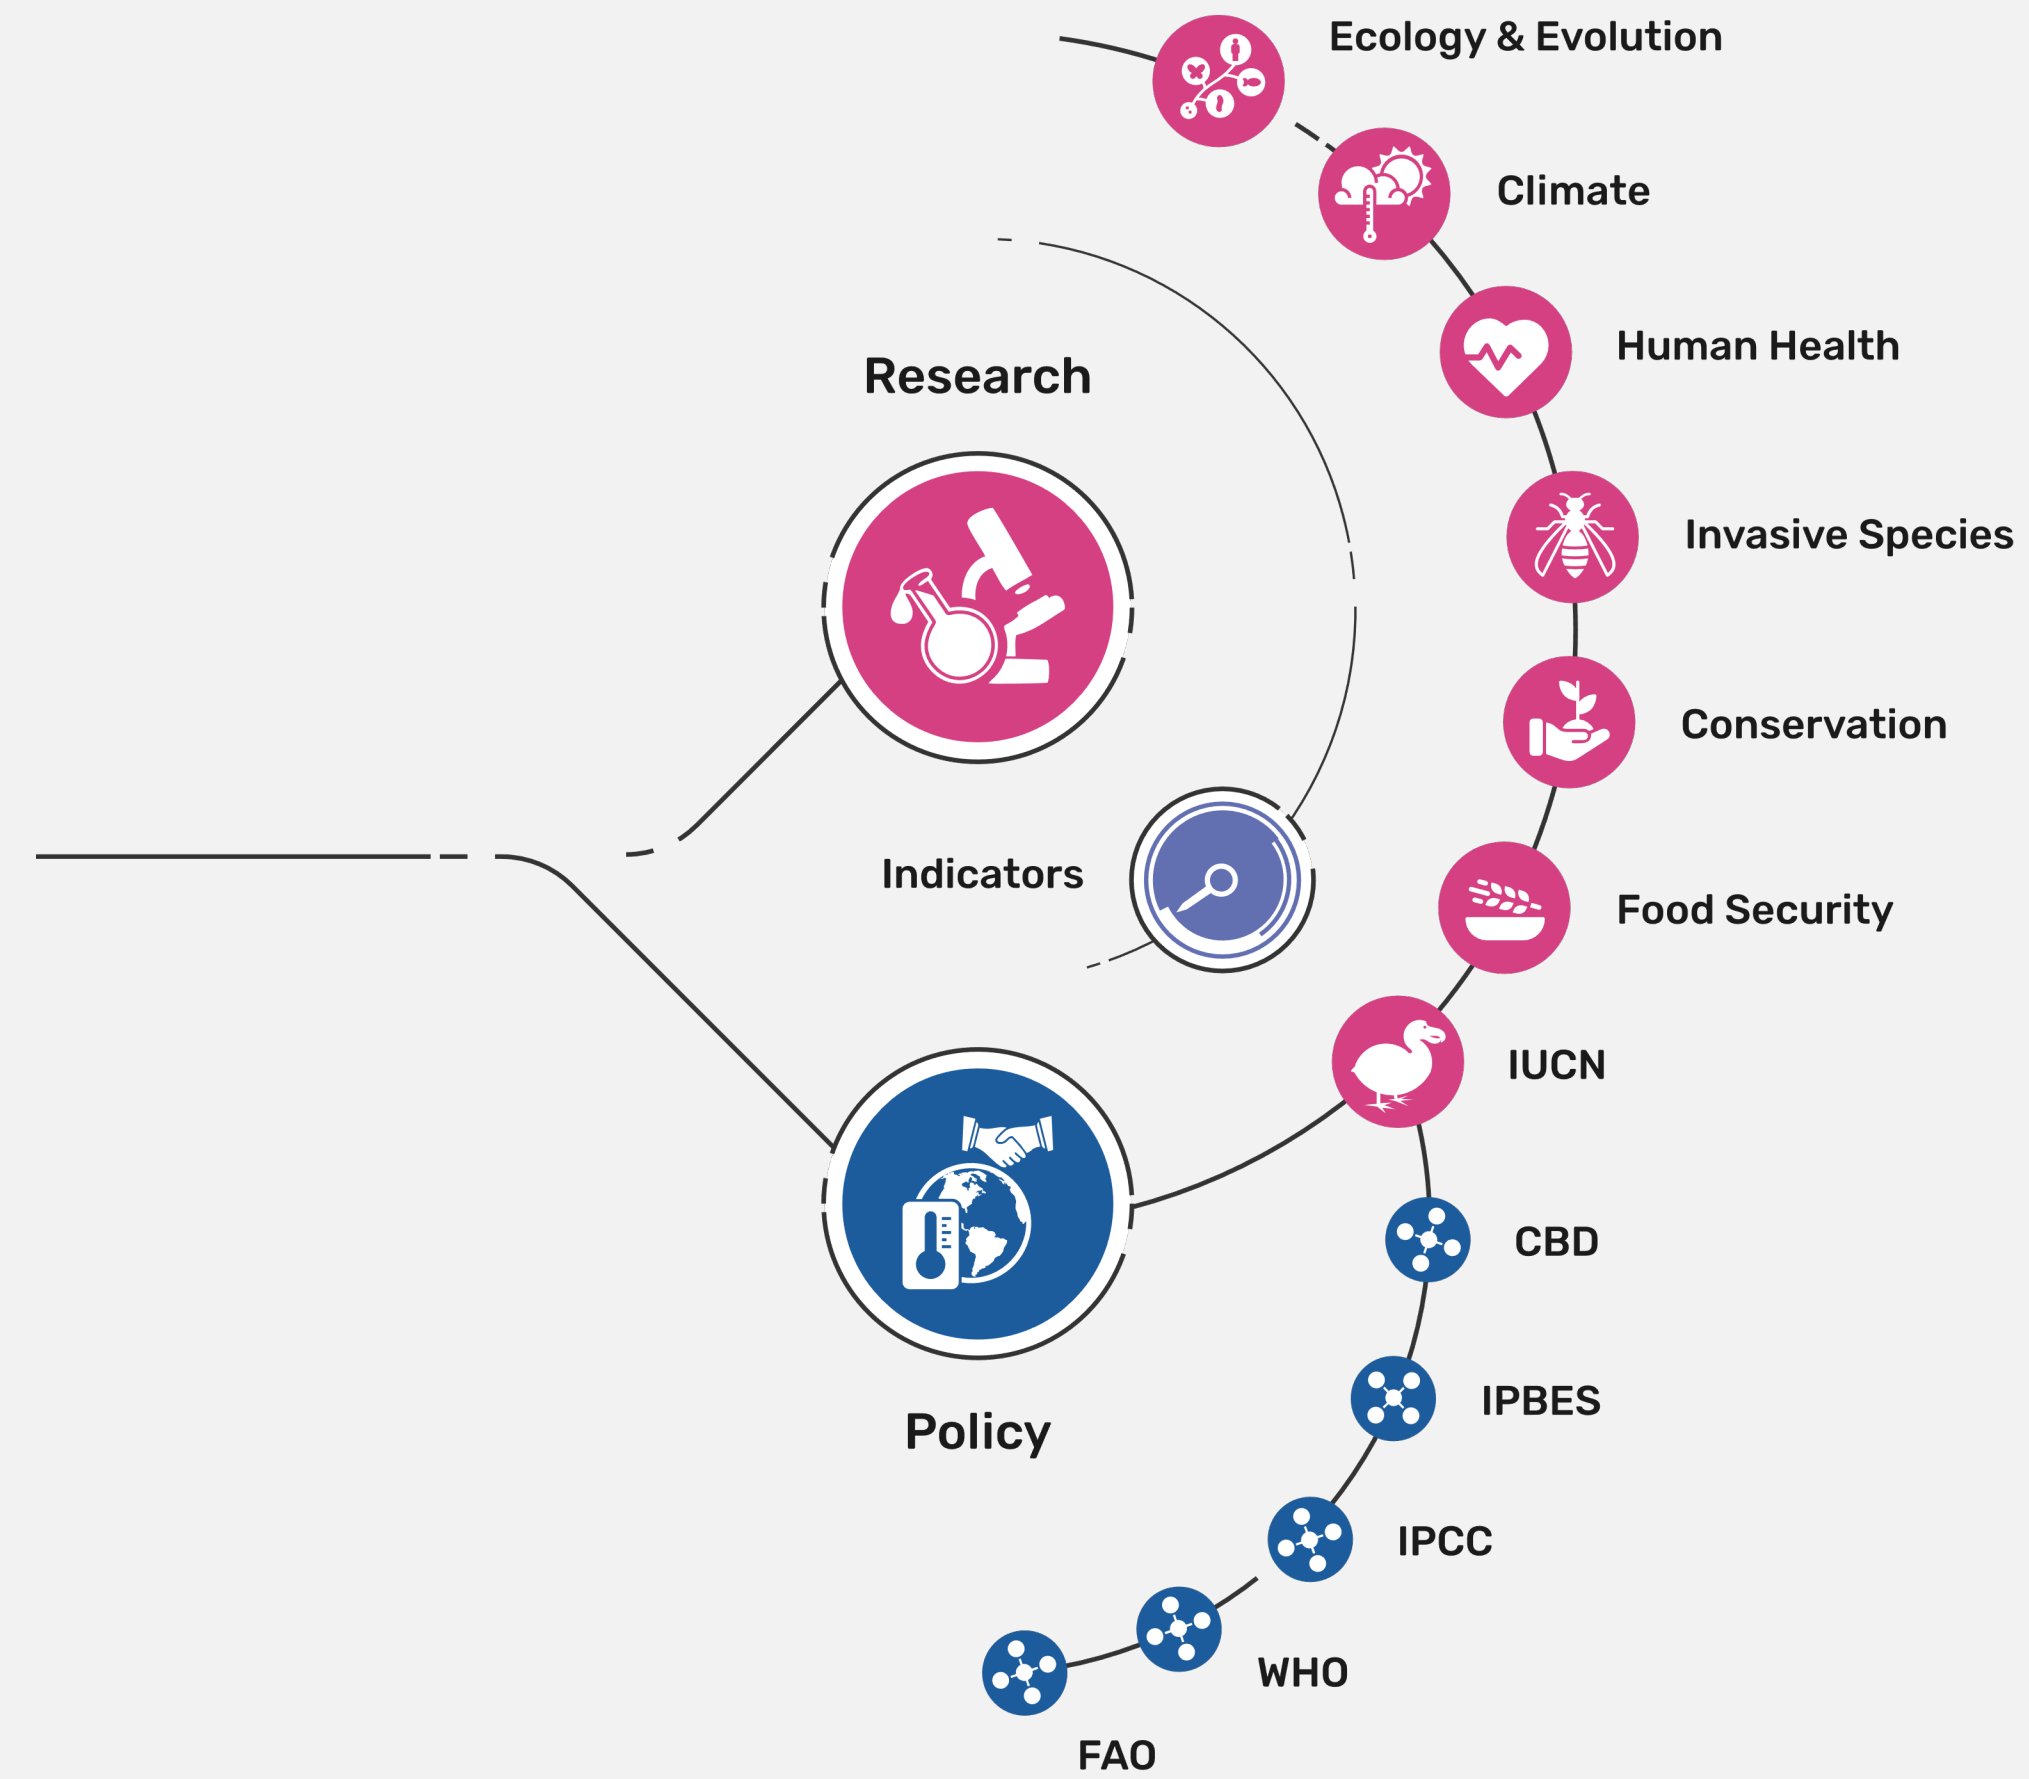 Ecology & Evolution
Climate
Human Health
Research
Invasive Species
Conservation
Indicators
Food Security
IUCN
CBD
IPBES
Policy
IPCC
WHO
FAO